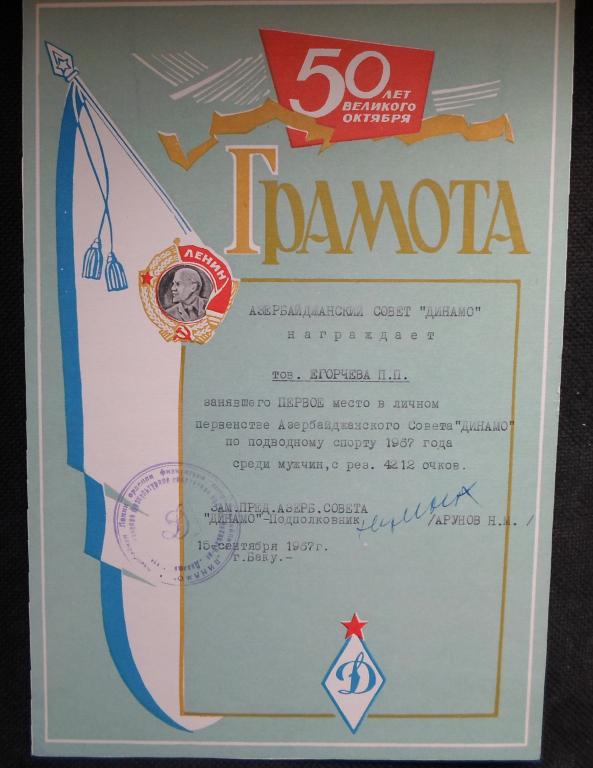 50
ЛЕТ
ВЕЛИКОГО
ОКТЯБРЯ
ГРАМОТА
ЛЕНИН
АЗЕРБАЙДЖАНСКИЙ СОВЕТ "ДИНАМО"
награждает
тов. ЕГОРЧЕВА П.П.
занявшего ПЕРВОЕ место в личном
первенстве Азербайджанского Совета"ДИНАМО"
по подводному спорту 1967 года
среди мужчин,с рез. 4212 очков.
ЗАМ.ПРЕД.АЗЕРБ.СОВЕТА
"ДИНАМО"-Подполковник /АРУНОВ Н.М. /
15 сентября 1967г.
г.Баку.-
Д
Д